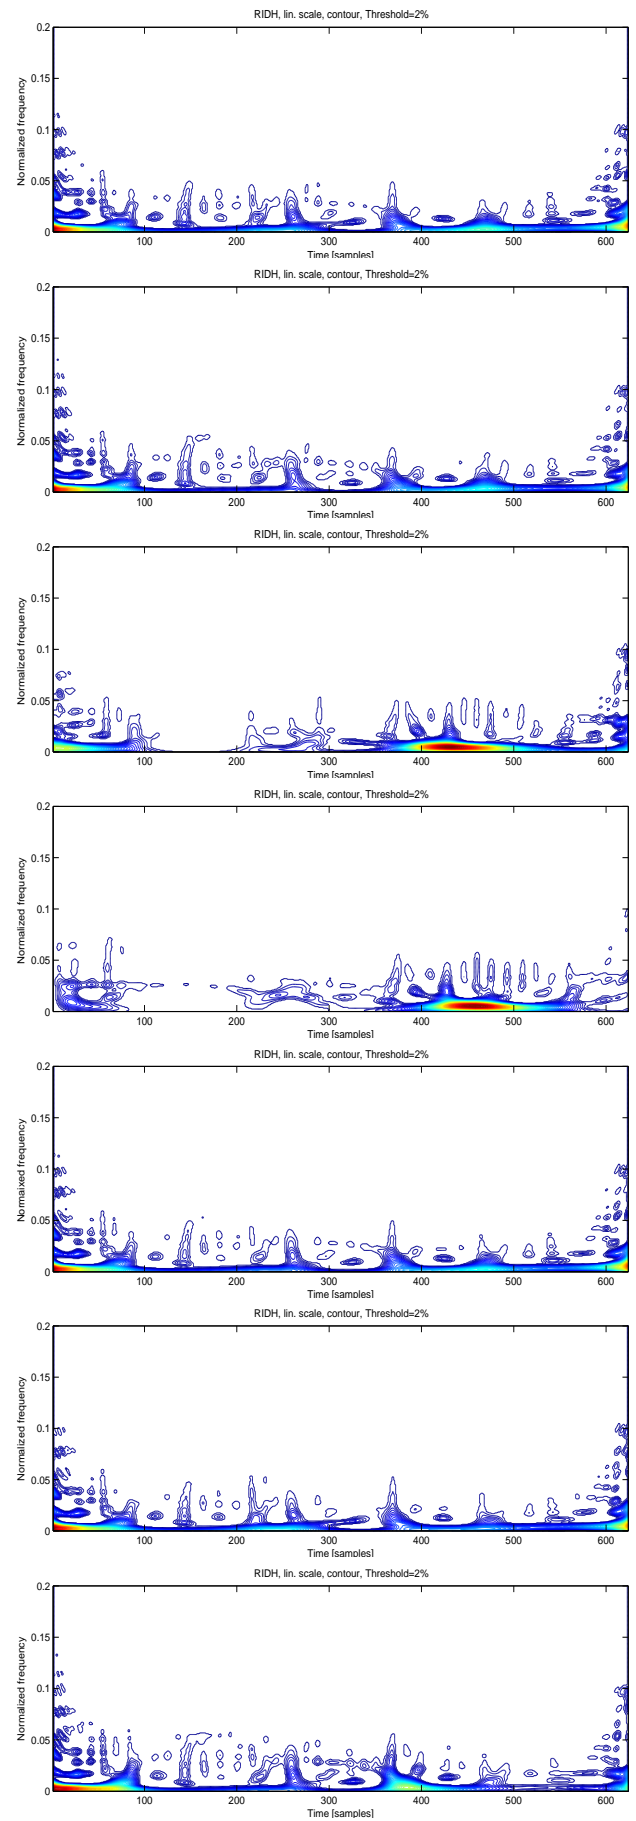 RIDH, lin. scale, contour, Threshold=2%
0.2
0.15
0.1
0.05
0
Normalized frequency
100 200 300 400 500 600
Time [samples]
RIDH, lin. scale, contour, Threshold=2%
0.2
0.15
0.1
0.05
0
Normalized frequency
100 200 300 400 500 600
Time [samples]
RIDH, lin. scale, contour, Threshold=2%
0.2
0.15
0.1
0.05
0
Normalized frequency
100 200 300 400 500 600
Time [samples]
RIDH, lin. scale, contour, Threshold=2%
0.2
0.15
0.1
0.05
0
Normalized frequency
100 200 300 400 500 600
Time [samples]
RIDH, lin. scale, contour, Threshold=2%
0.2
0.15
0.1
0.05
0
Normaixed frequency
100 200 300 400 500 600
Time [samples]
RIDH, lin. scale, contour, Threshold=2%
0.2
0.15
0.1
0.05
0
Normalized frequency
100 200 300 400 500 600
Time [samples]
RIDH, lin. scale, contour, Threshold=2%
0.2
0.15
0.1
0.05
0
Normalized frequency
100 200 300 400 500 600
Time [samples]